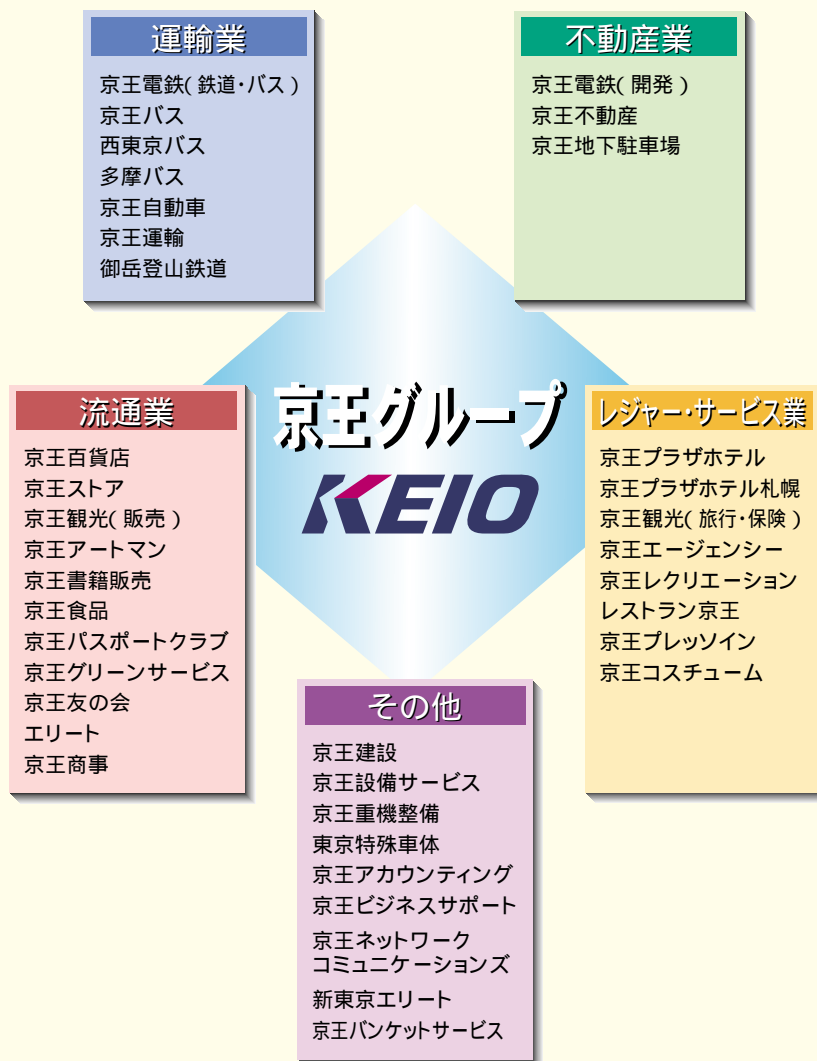 運輸業
京王電鉄(鉄道・バス)
京王バス
西東京バス
多摩バス
京王自動車
京王運輸
御岳登山鉄道
不動産業
京王電鉄(開発)
京王不動産
京王地下駐車場
京王グループ
KEIO
流通業
京王百貨店
京王ストア
京王観光(販売)
京王アートマン
京王書籍販売
京王食品
京王パスポートクラブ
京王グリーンサービス
京王友の会
エリート
京王商事
レジャー・サービス業
京王プラザホテル
京王プラザホテル札幌
京王観光(旅行・保険)
京王エージェンシー
京王レクリエーション
レストラン京王
京王プレッソイン
京王コスチューム
その他
京王建設
京王設備サービス
京王重機整備
東京特殊車体
京王アカウンティング
京王ビジネスサポート
京王ネットワーク
コミュニケーションズ
新東京エリート
京王バンケットサービス